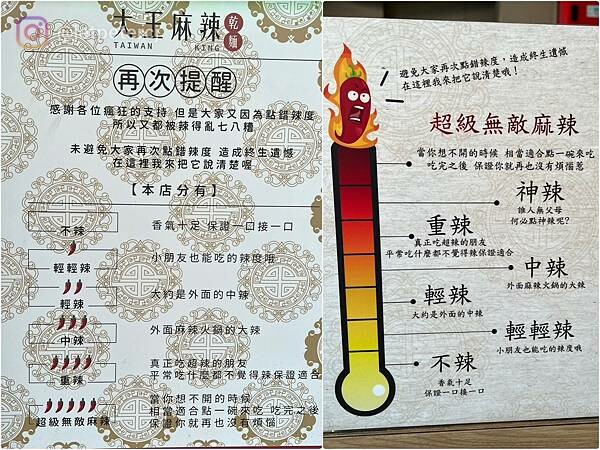 大王麻辣
乾麵
TAIWAN KING
再次提醒
感謝各位瘋狂的支持 但是大家又因為點錯辣度
所以又都被辣得亂七八糟
未避免大家再次點錯辣度 造成終生遺憾
在這裡我來把它說清楚喔
【本店分有】
不辣
香氣十足 保證一口接一口
輕輕辣
小朋友也能吃的辣度哦
輕辣
大約是外面的中辣
中辣
外面麻辣火鍋的大辣
重辣
真正吃超辣的朋友
平常吃什麼都不覺得辣保證適合
超級無敵麻辣
當你想不開的時候
相當適合點一碗來吃 吃完之後
保證你就再也沒有煩惱
避免大家再次點錯辣度，造成終生遺憾
在這裡我來把它說清楚哦！
超級無敵麻辣
當你想不開的時候 相當適合點一碗來吃
吃完之後 保證你就再也沒有煩惱蔥
神辣
誰人無父母
何必點神辣呢?
重辣
真正吃超辣的朋友
平常吃什麼都不覺得辣保證適合
中辣
外面麻辣火鍋的大辣
輕辣
大約是外面的中辣
輕輕辣
小朋友也能吃的辣度哦
不辣
香氣十足
保證一口接一口